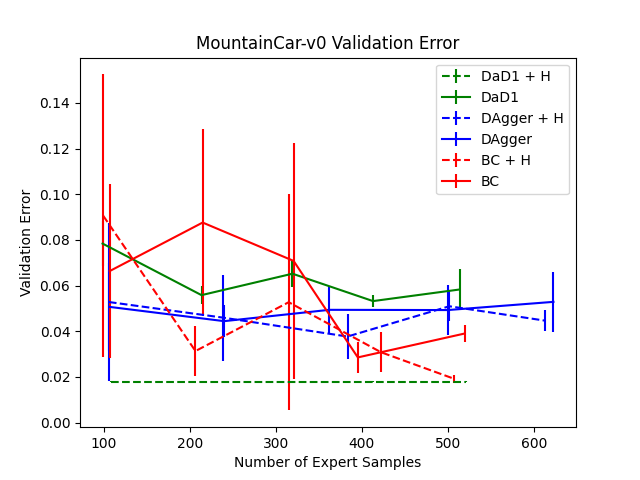 MountainCar-v0 Validation Error
Validation Error
0.14
0.12
0.10
0.08
0.06
0.04
0.02
0.00
DaD1 + H
DaD1
DAgger + H
DAgger
BC + H
BC
100
200
300
400
500
600
Number of Expert Samples